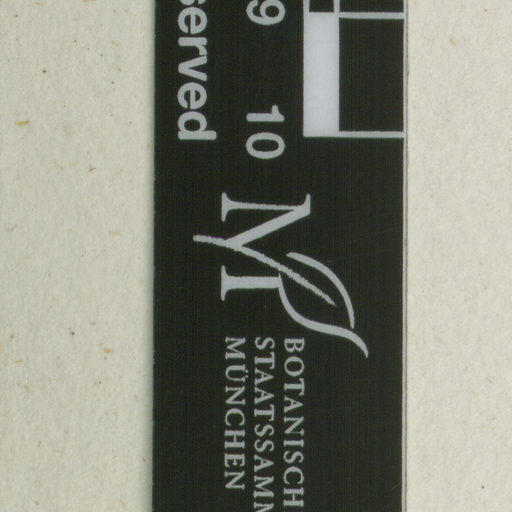 served
9 10
BOTANISCH
STAATSSAMM
MÜNCHEN